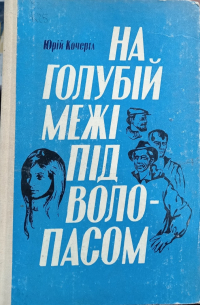 Юрій Кочерга
НА
ГОЛУБІЙ
МЕЖІ
ПІД
ВОЛО-
ПАСОМ